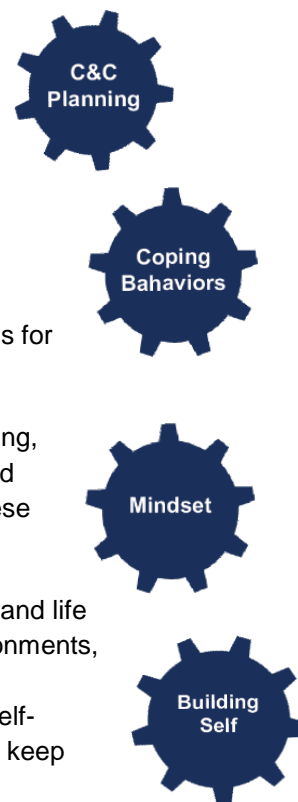 C&C
Planning
Coping
Bahaviors
s for
ng,
d
Mindset
ese
and life
onments,
Building
Self
elf-
keep